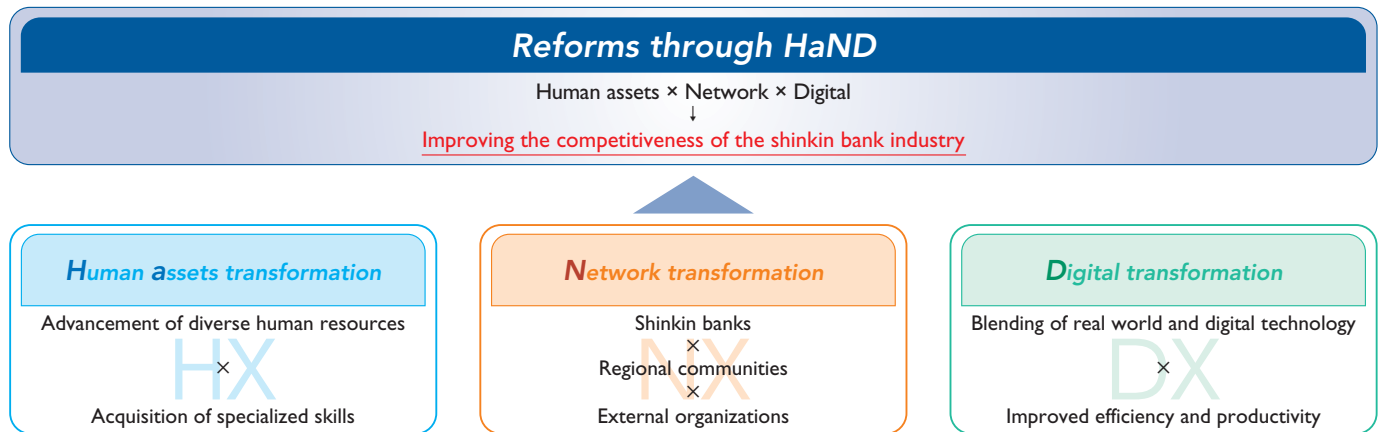 Reforms through HaND
Human assets × Network × Digital
↓
Improving the competitiveness of the shinkin bank industry
Human assets transformation
HX
Advancement of diverse human resources
×
Acquisition of specialized skills
Network transformation
NX
Shinkin banks
×
Regional communities
×
External organizations
Digital transformation
DX
Blending of real world and digital technology
×
Improved efficiency and productivity